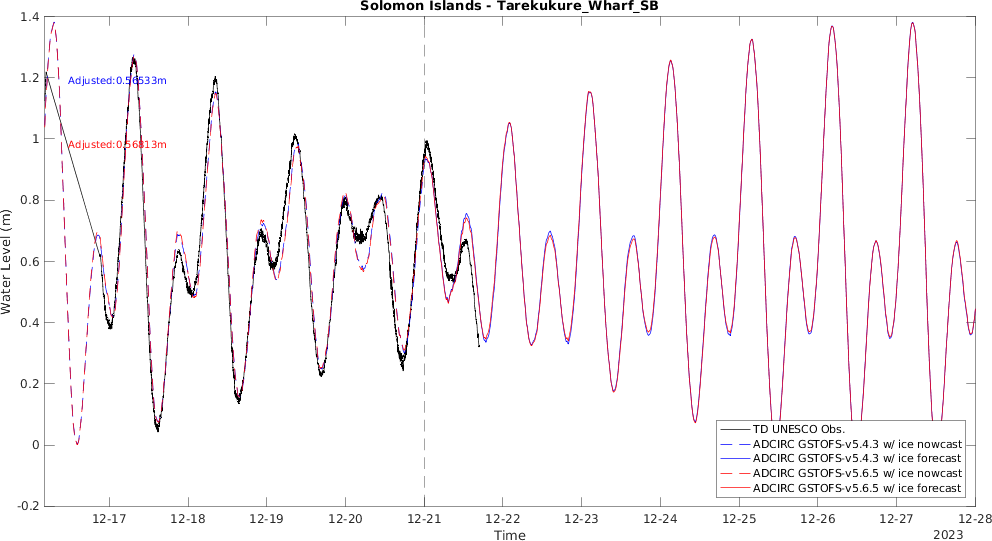 Solomon Islands - Tarekukure_Wharf_SB
1.4
1.2
1
0.8
0.6
0.4
0.2
0
-0.2
Water Level (m)
Adjusted:0.56533m
Adjusted:0.56813m
TD UNESCO Obs.
ADCIRC GSTOFS-v5.4.3 w/ ice nowcast
ADCIRC GSTOFS-v5.4.3 w/ ice forecast
ADCIRC GSTOFS-v5.6.5 w/ ice nowcast
ADCIRC GSTOFS-v5.6.5 w/ ice forecast
12-17 12-18 12-19 12-20 12-21 12-22 12-23 12-24 12-25 12-26 12-27 12-28
2023
Time